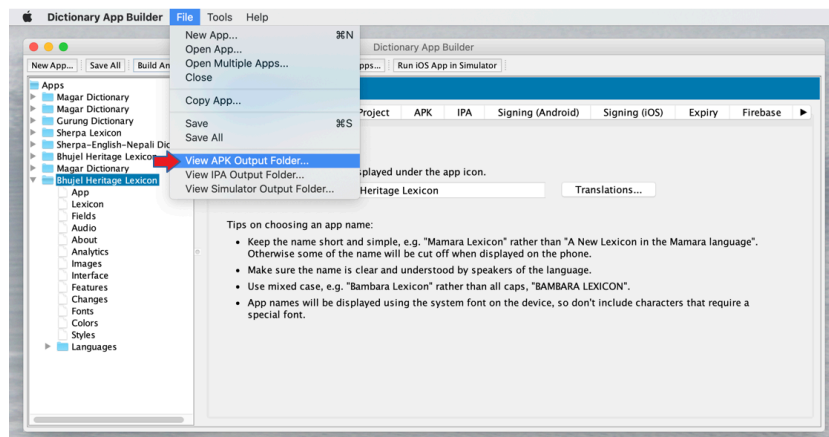 Dictionary App Builder File Tools Help
New App... ⌘N
Open App...
Open Multiple Apps...
Close
Copy App...
Save ⌘S
Save All
View APK Output Folder...
View IPA Output Folder...
View Simulator Output Folder...
Dictionary App Builder
New App... Save All Build An pps... Run iOS App in Simulator
Apps
Magar Dictionary
Magar Dictionary
Gurung Dictionary
Sherpa Lexicon
Sherpa-English-Nepali Dic
Bhujel Heritage Lexicon
Magar Dictionary
Bhujel Heritage Lexicon
App
Lexicon
Fields
Audio
About
Analytics
Images
Interface
Features
Changes
Fonts
Colors
Styles
Languages
Project APK IPA Signing (Android) Signing (iOS) Expiry Firebase
splayed under the app icon.
Heritage Lexicon Translations...
Tips on choosing an app name:
• Keep the name short and simple, e.g. "Mamara Lexicon" rather than "A New Lexicon in the Mamara language".
Otherwise some of the name will be cut off when displayed on the phone.
• Make sure the name is clear and understood by speakers of the language.
• Use mixed case, e.g. "Bambara Lexicon" rather than all caps, "BAMBARA LEXICON".
• App names will be displayed using the system font on the device, so don't include characters that require a
special font.